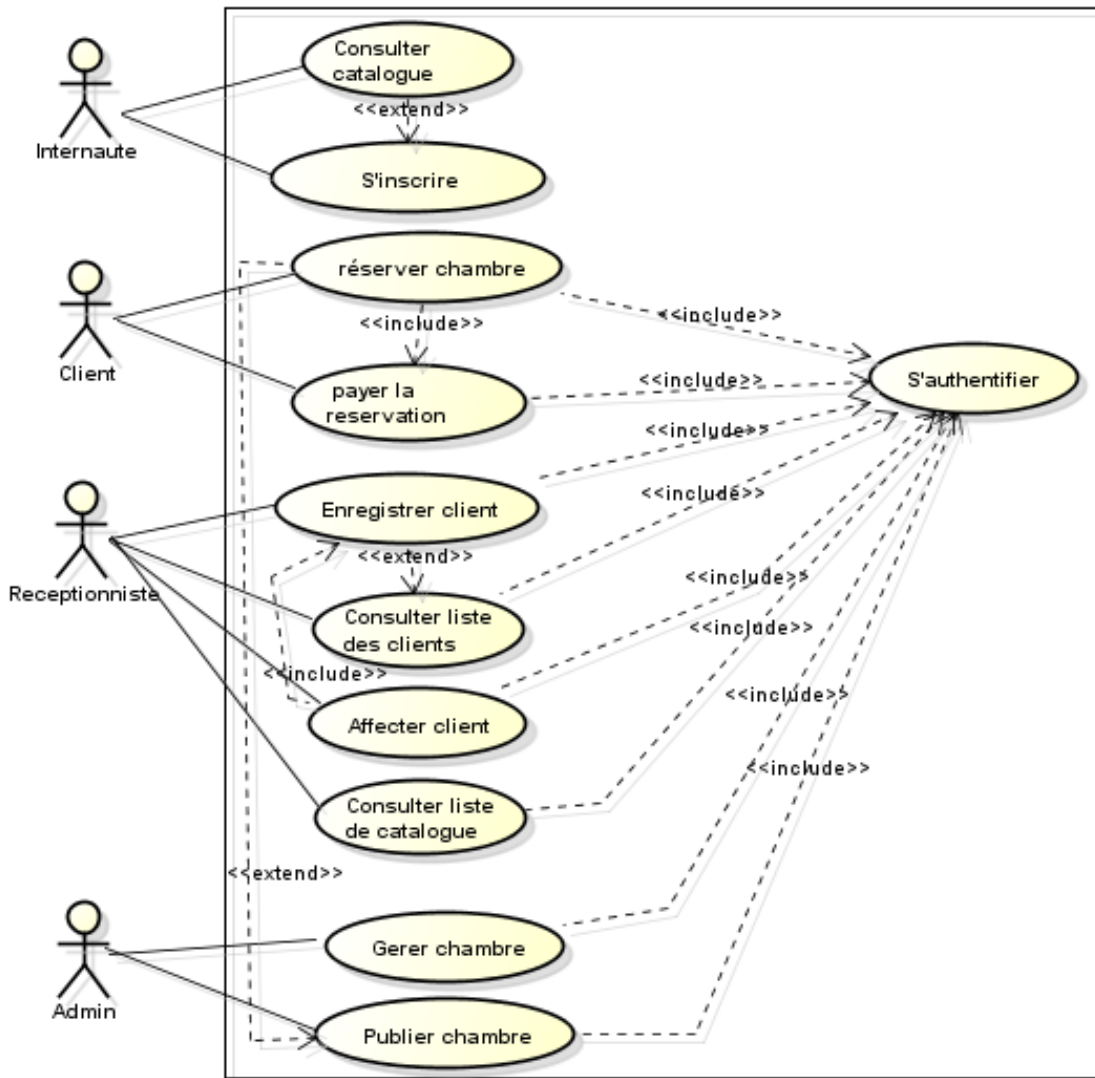 Consulter
catalogue
<<extend>>
Internaute
S'inscrire
réserver chambre
<<include>>
<<include>>
Client
S'authentifier
<<include>>
payer la
reservation
<<include>>
<<include>>
Enregistrer client
<<extend>>
Receptionniste
<<include>>
Consulter liste
des clients
<<include>>
<<include>>
<<include>>
Affecter client
<<include>>
Consulter liste
de catalogue
<<extend>>
Gerer chambre
Admin
Publier chambre